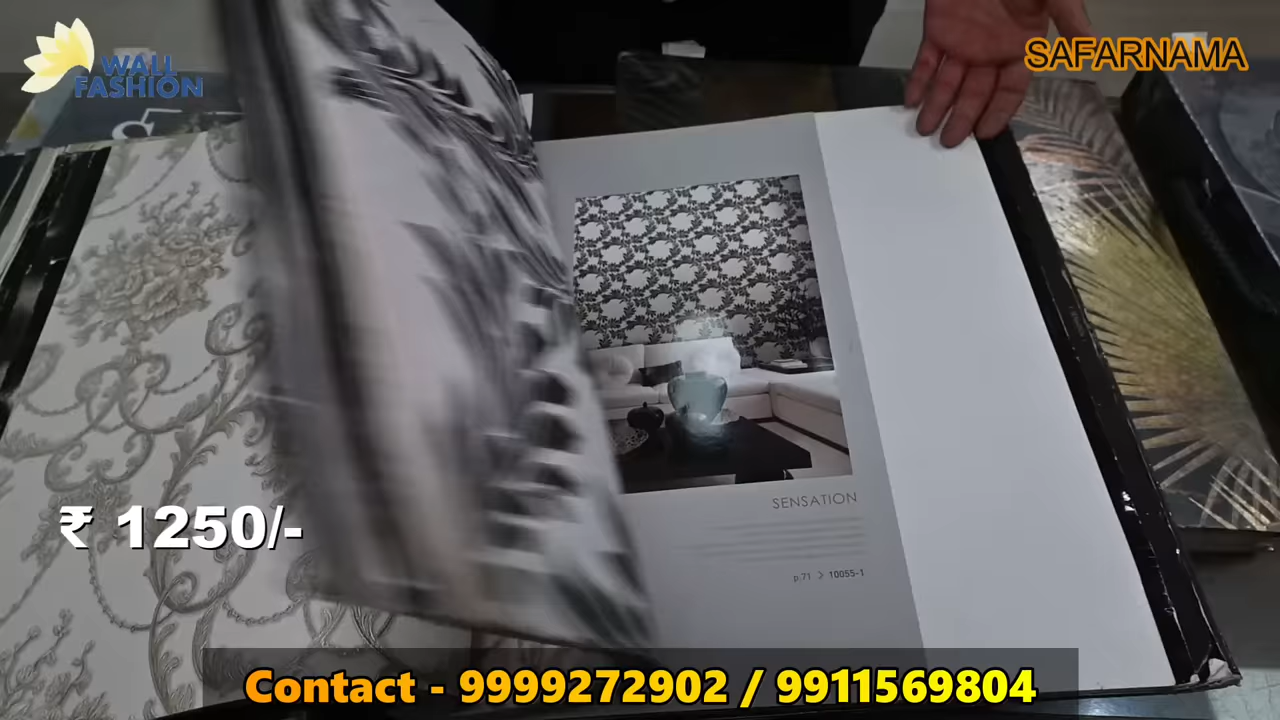 WALL
FASHION
SAFARNAMA
SENSATION
p.71 > 10055-1
₹ 1250/-
Contact - 9999272902 / 9911569804